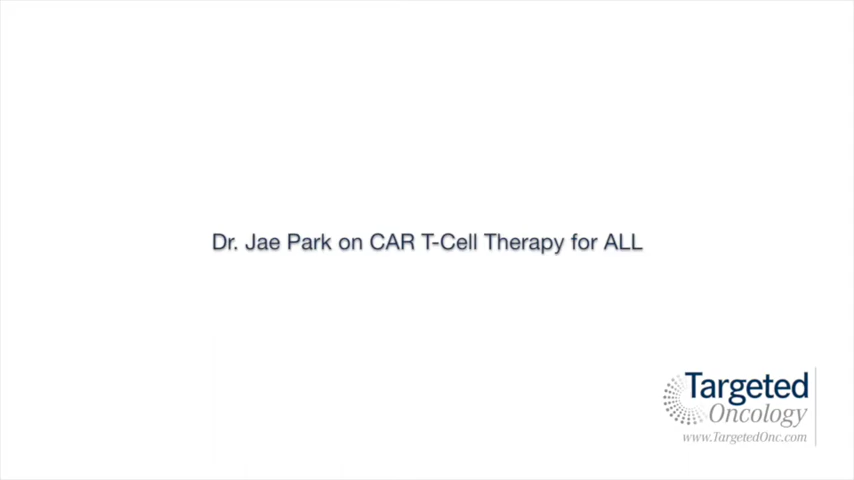 Dr. Jae Park on CAR T-Cell Therapy for ALL
Targeted
Oncology
www.TargetedOnc.com